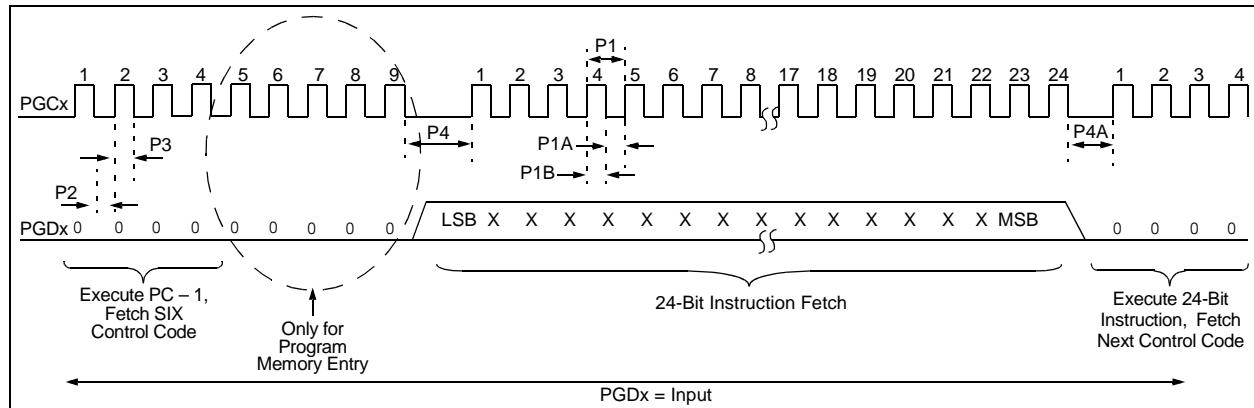 P1
1 2 3 4 5 6 7 8 9 1 2 3 4 5 6 7 8 17 18 19 20 21 22 23 24 1 2 3 4
PGCx
P3 P4 P1A P4A
P1B
P2
PGDx 0 0 0 0 0 0 0 0 0 LSB X X X X X X X X X X X X X X MSB 0 0 0 0
Execute PC – 1,
Fetch SIX
Control Code
Only for
Program
Memory Entry
24-Bit Instruction Fetch
Execute 24-Bit
Instruction, Fetch
Next Control Code
PGDx = Input